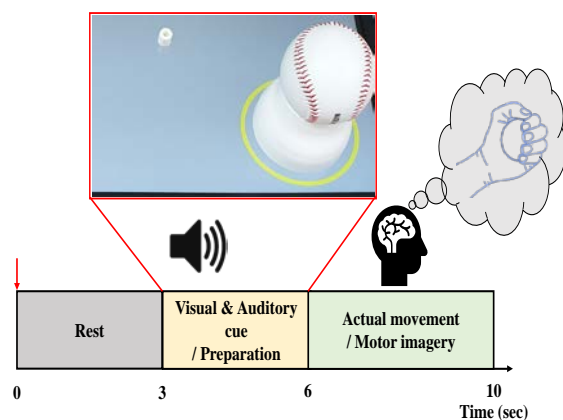 Rest
Visual & Auditory
cue
/ Preparation
Actual movement
/ Motor imagery
0
3
6
10
Time (sec)